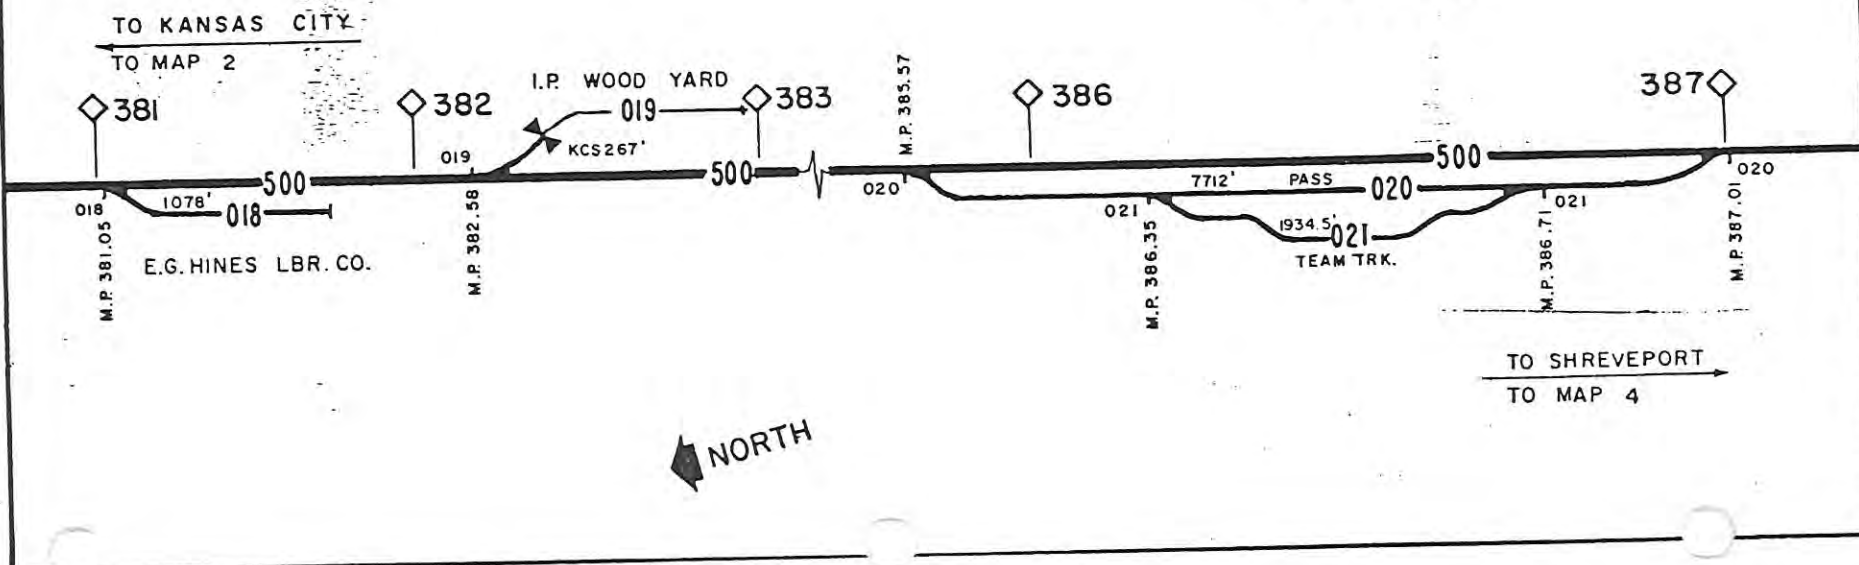 TO KANSAS CITY
TO MAP 2
381
382
I.P. WOOD YARD
019
383
M.P. 385.57
386
387
KCS267'
019
500
500
500
018
1078'
018
M.P. 381.05
E.G. HINES LBR. CO.
M.P. 382.58
020
7712' PASS 020
020
021
1934.5'
021
TEAM TRK.
021
M.P. 386.35
M.P. 386.71
M.P. 387.01
TO SHREVEPORT
TO MAP 4
NORTH